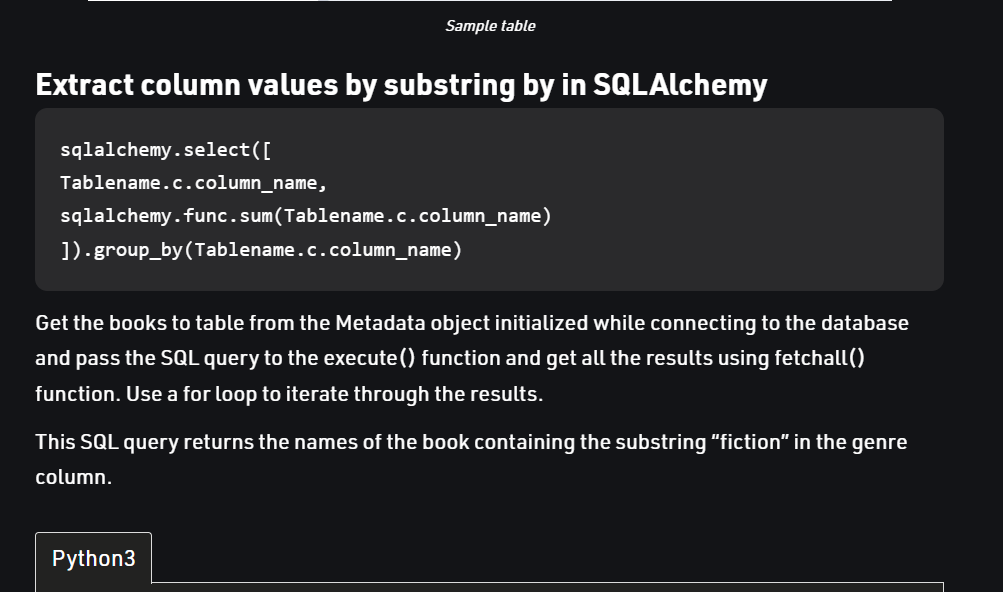 Sample table
Extract column values by substring by in SQLAlchemy
sqlalchemy.select([
Tablename.c.column_name,
sqlalchemy.func.sum(Tablename.c.column_name)
]).group_by(Tablename.c.column_name)
Get the books to table from the Metadata object initialized while connecting to the database
and pass the SQL query to the execute() function and get all the results using fetchall()
function. Use a for loop to iterate through the results.
This SQL query returns the names of the book containing the substring “fiction” in the genre
column.
Python3